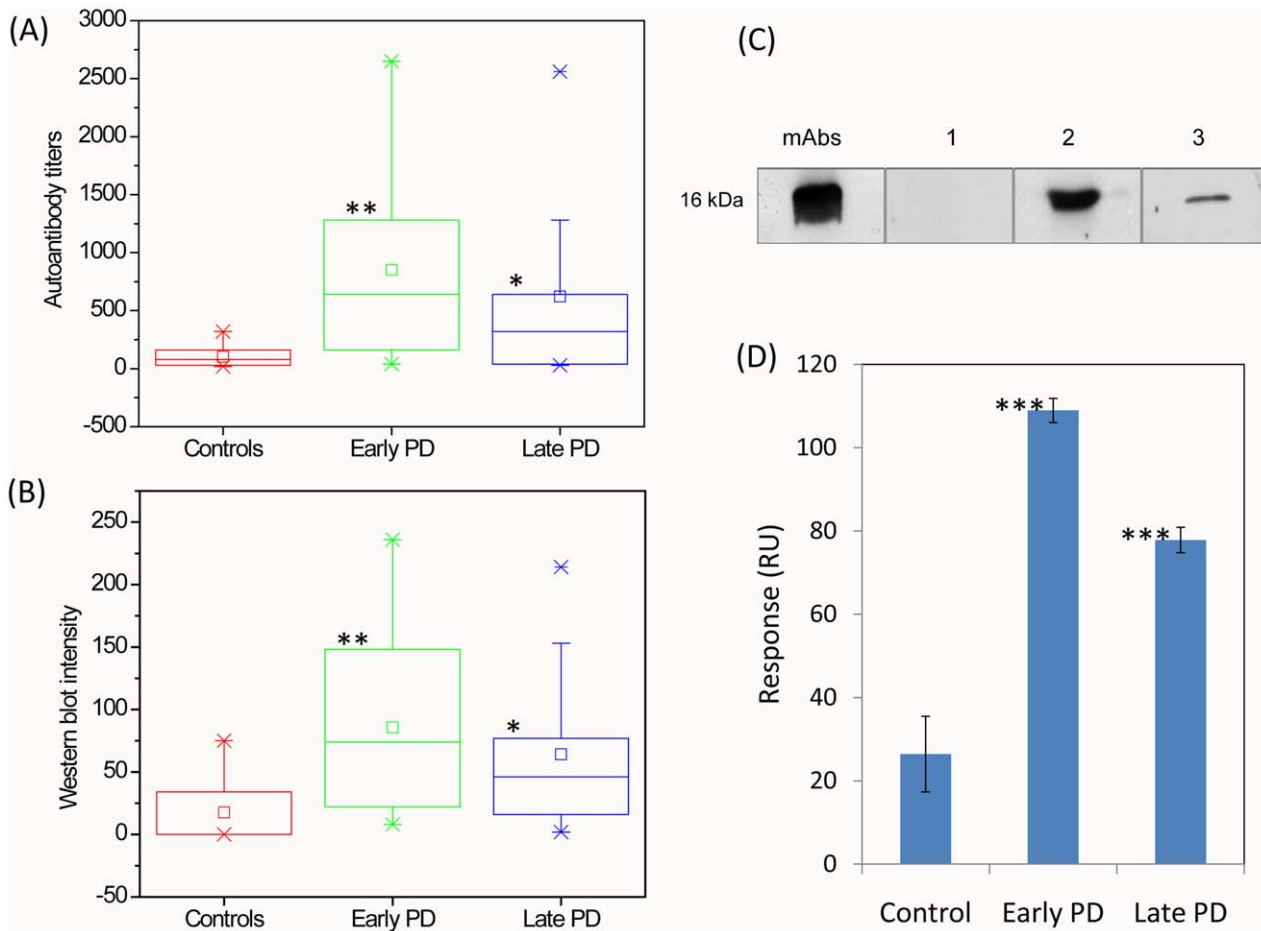 (A)
3000
2500
2000
1500
1000
500
0
-500
Autoantibody titers
**
*
Controls Early PD Late PD
(B)
250
200
150
100
50
0
-50
Western blot intensity
**
*
Controls Early PD Late PD
(C)
mAbs 1 2 3
16 kDa
(D)
120
100
80
60
40
20
0
Response (RU)
***
***
Control Early PD Late PD